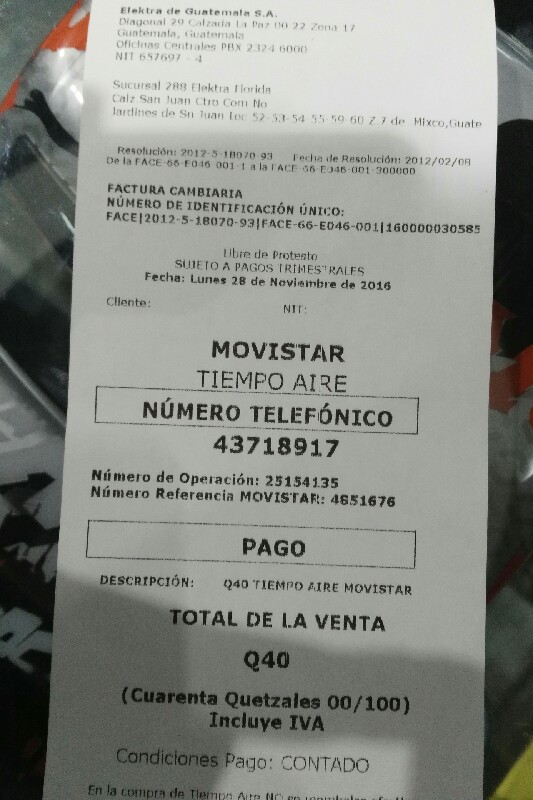 Elektra de Guatemala S.A.
Diagonal 29 Calzada La Paz 00 22 Zona 17
Guatemala, Guatemala
Oficinas Centrales PBX 2324 6000
NIT 657697 - 4
Sucursal 288 Elektra Florida
Calz.San Juan Ctro Com No
Jardines de Sn Juan Loc 52-53-54 55-59-60 Z.7 de Mixco,Guate
Resolución: 2012-5-18070-93 Fecha de Resolución: 2012/02/08
De la FACE-66-E046-001-1 a la FACE-66-E046-001-300000
FACTURA CAMBIARIA
NÚMERO DE IDENTIFICACIÓN ÚNICO:
FACE|2012-5-18070-93|FACE-66-E046-001|160000030585
Libre de Protesto
SUJETO A PAGOS TRIMESTRALES
Fecha: Lunes 28 de Noviembre de 2016
Cliente: NIT:
MOVISTAR
TIEMPO AIRE
NÚMERO TELEFÓNICO
43718917
Número de Operación: 25154135
Número Referencia MOVISTAR: 4851676
PAGO
DESCRIPCIÓN: Q40 TIEMPO AIRE MOVISTAR
TOTAL DE LA VENTA
Q40
(Cuarenta Quetzales 00/100)
Incluye IVA
Condiciones Pago: CONTADO
En la compra de Tiempo Aire NO